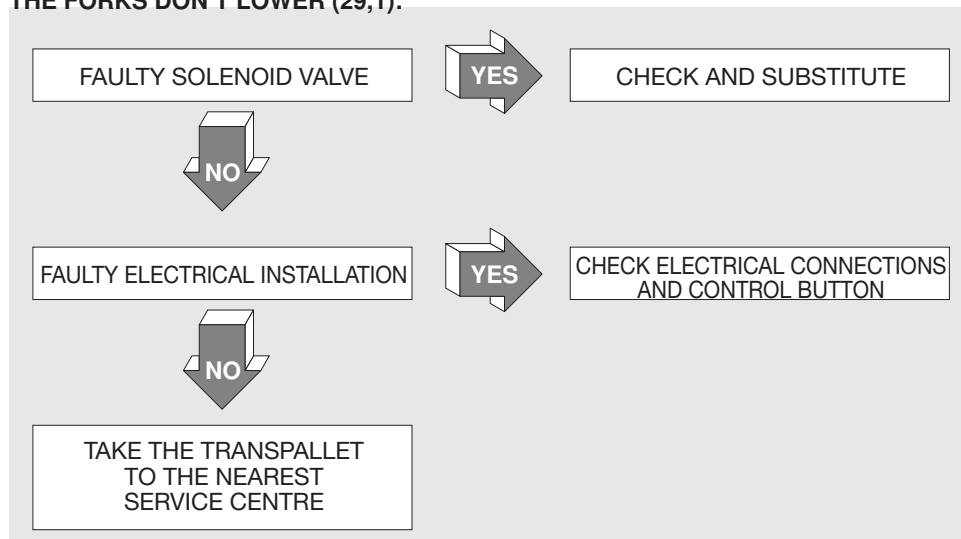 THE FORKS DON'T LOWER (29,1):
FAULTY SOLENOID VALVE
YES
CHECK AND SUBSTITUTE
NO
FAULTY ELECTRICAL INSTALLATION
YES
CHECK ELECTRICAL CONNECTIONS
AND CONTROL BUTTON
NO
TAKE THE TRANSPALLET
TO THE NEAREST
SERVICE CENTRE